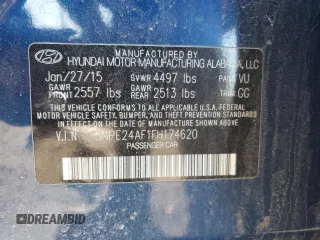 MANUFACTURED BY
HYUNDAI MOTOR MANUFACTURING ALABAMA, LLC
Jan/27/15 GVWR 4497 lbs PAINT VU
GAWR FRONT 2557 lbs GAWR REAR 2513 lbs TRIM GG
THIS VEHICLE CONFORMS TO ALL APPLICABLE U.S. FEDERAL
MOTOR VEHICLE SAFETY, BUMPER, AND THEFT PREVENTION
STANDARDS IN EFFECT ON THE DATE OF MANUFACTURE SHOWN ABOVE.
V.I.N NPE24AF1FH174620
PASSENGER CAR
DREAMBID